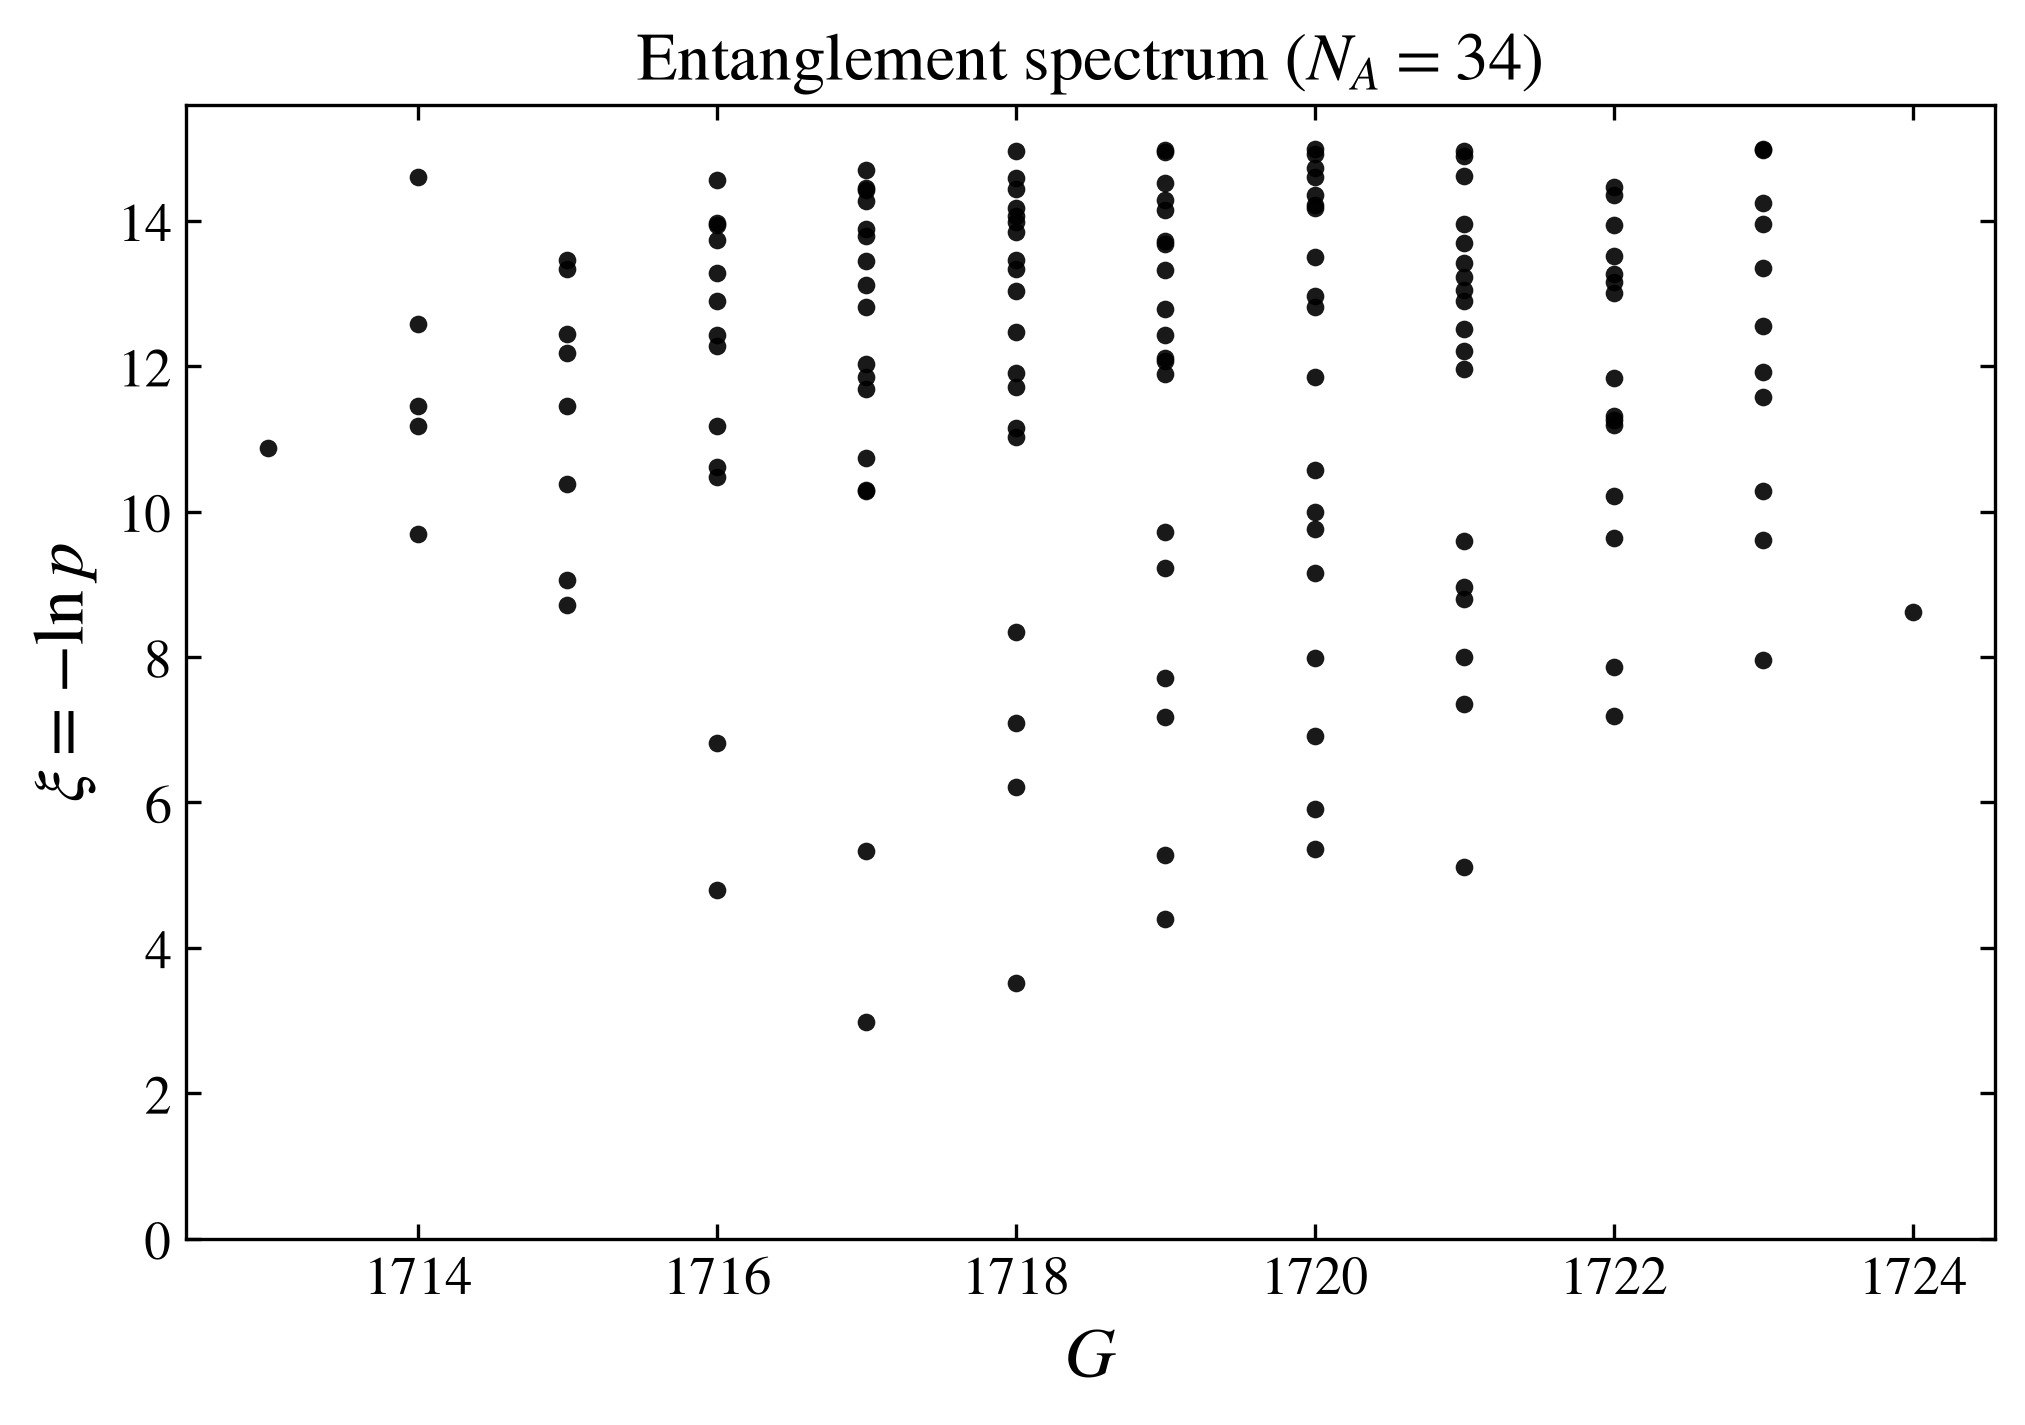 Entanglement spectrum (N_A = 34)
ξ = −ln p
14
12
10
8
6
4
2
0
1714 1716 1718 1720 1722 1724
G